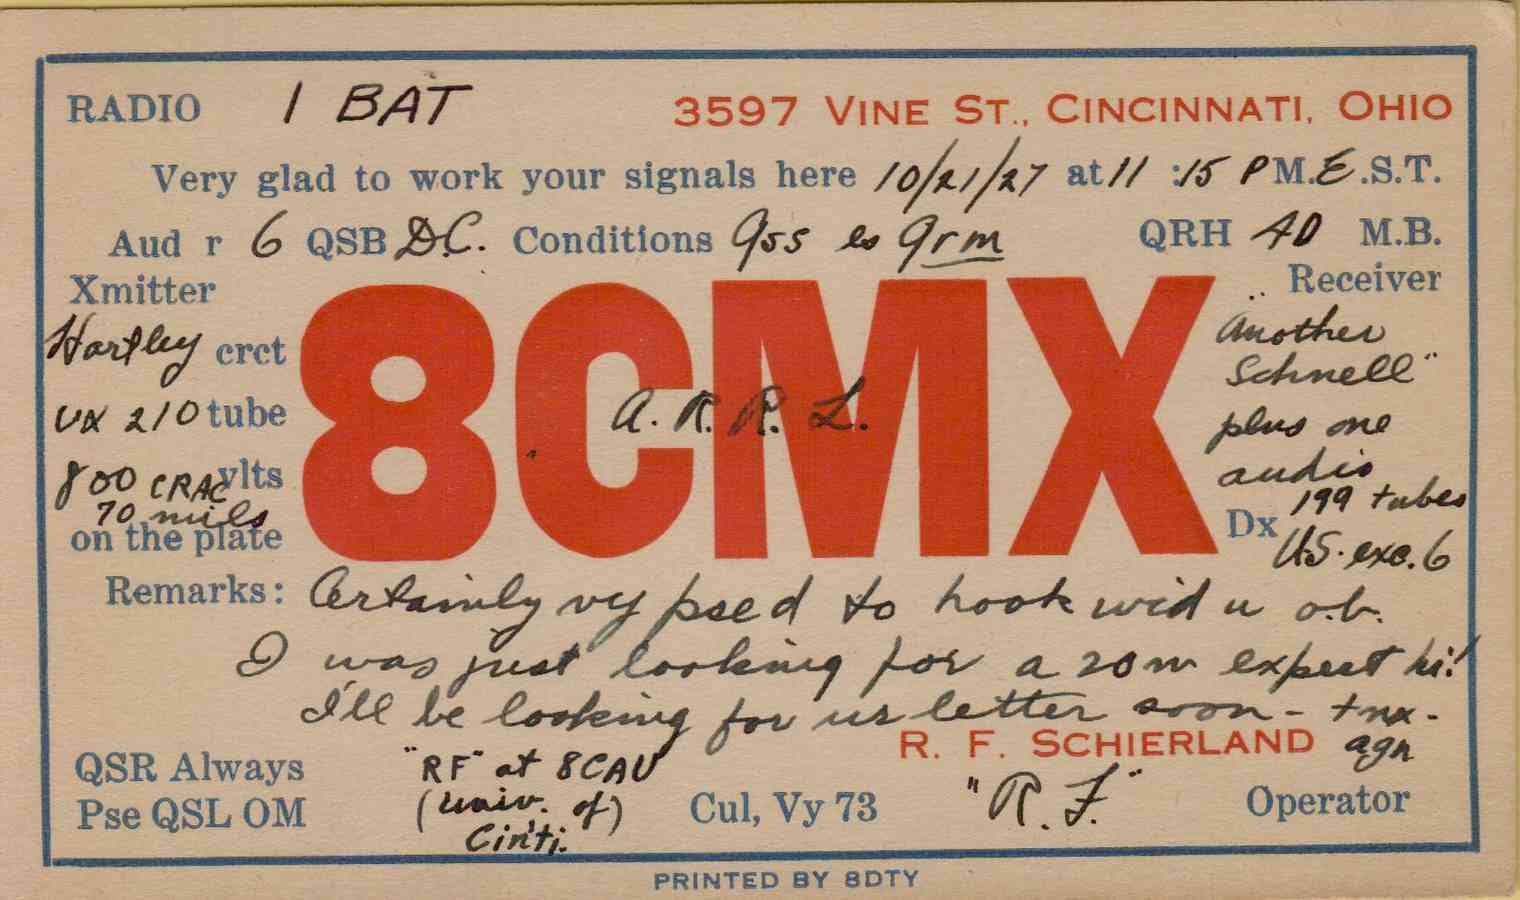 RADIO 1 BAT 3597 VINE ST., CINCINNATI, OHIO
Very glad to work your signals here 10/21/27 at 11 :15 P M. E.S.T.
Aud r 6 QSB D.C. Conditions qss es qrm QRH 40 M.B.
Xmitter Receiver
Hartley crct "Another
Schnell"
UX 210 tube plus one
8CMX
A. R. R. L.
800 CRAC vlts audio
70 mils 199 tubes
on the plate Dx U.S. exc. 6
Remarks: Certainly vy psed to hook wid u o.b.
I was just looking for a 20m expert hi!
I'll be looking for ur letter soon - tnx -
R. F. SCHIERLAND agn
QSR Always "RF" at 8CAU
Pse QSL OM (Univ. of) Cul, Vy 73 "R. F." Operator
Cin'ti.
PRINTED BY 8DTY